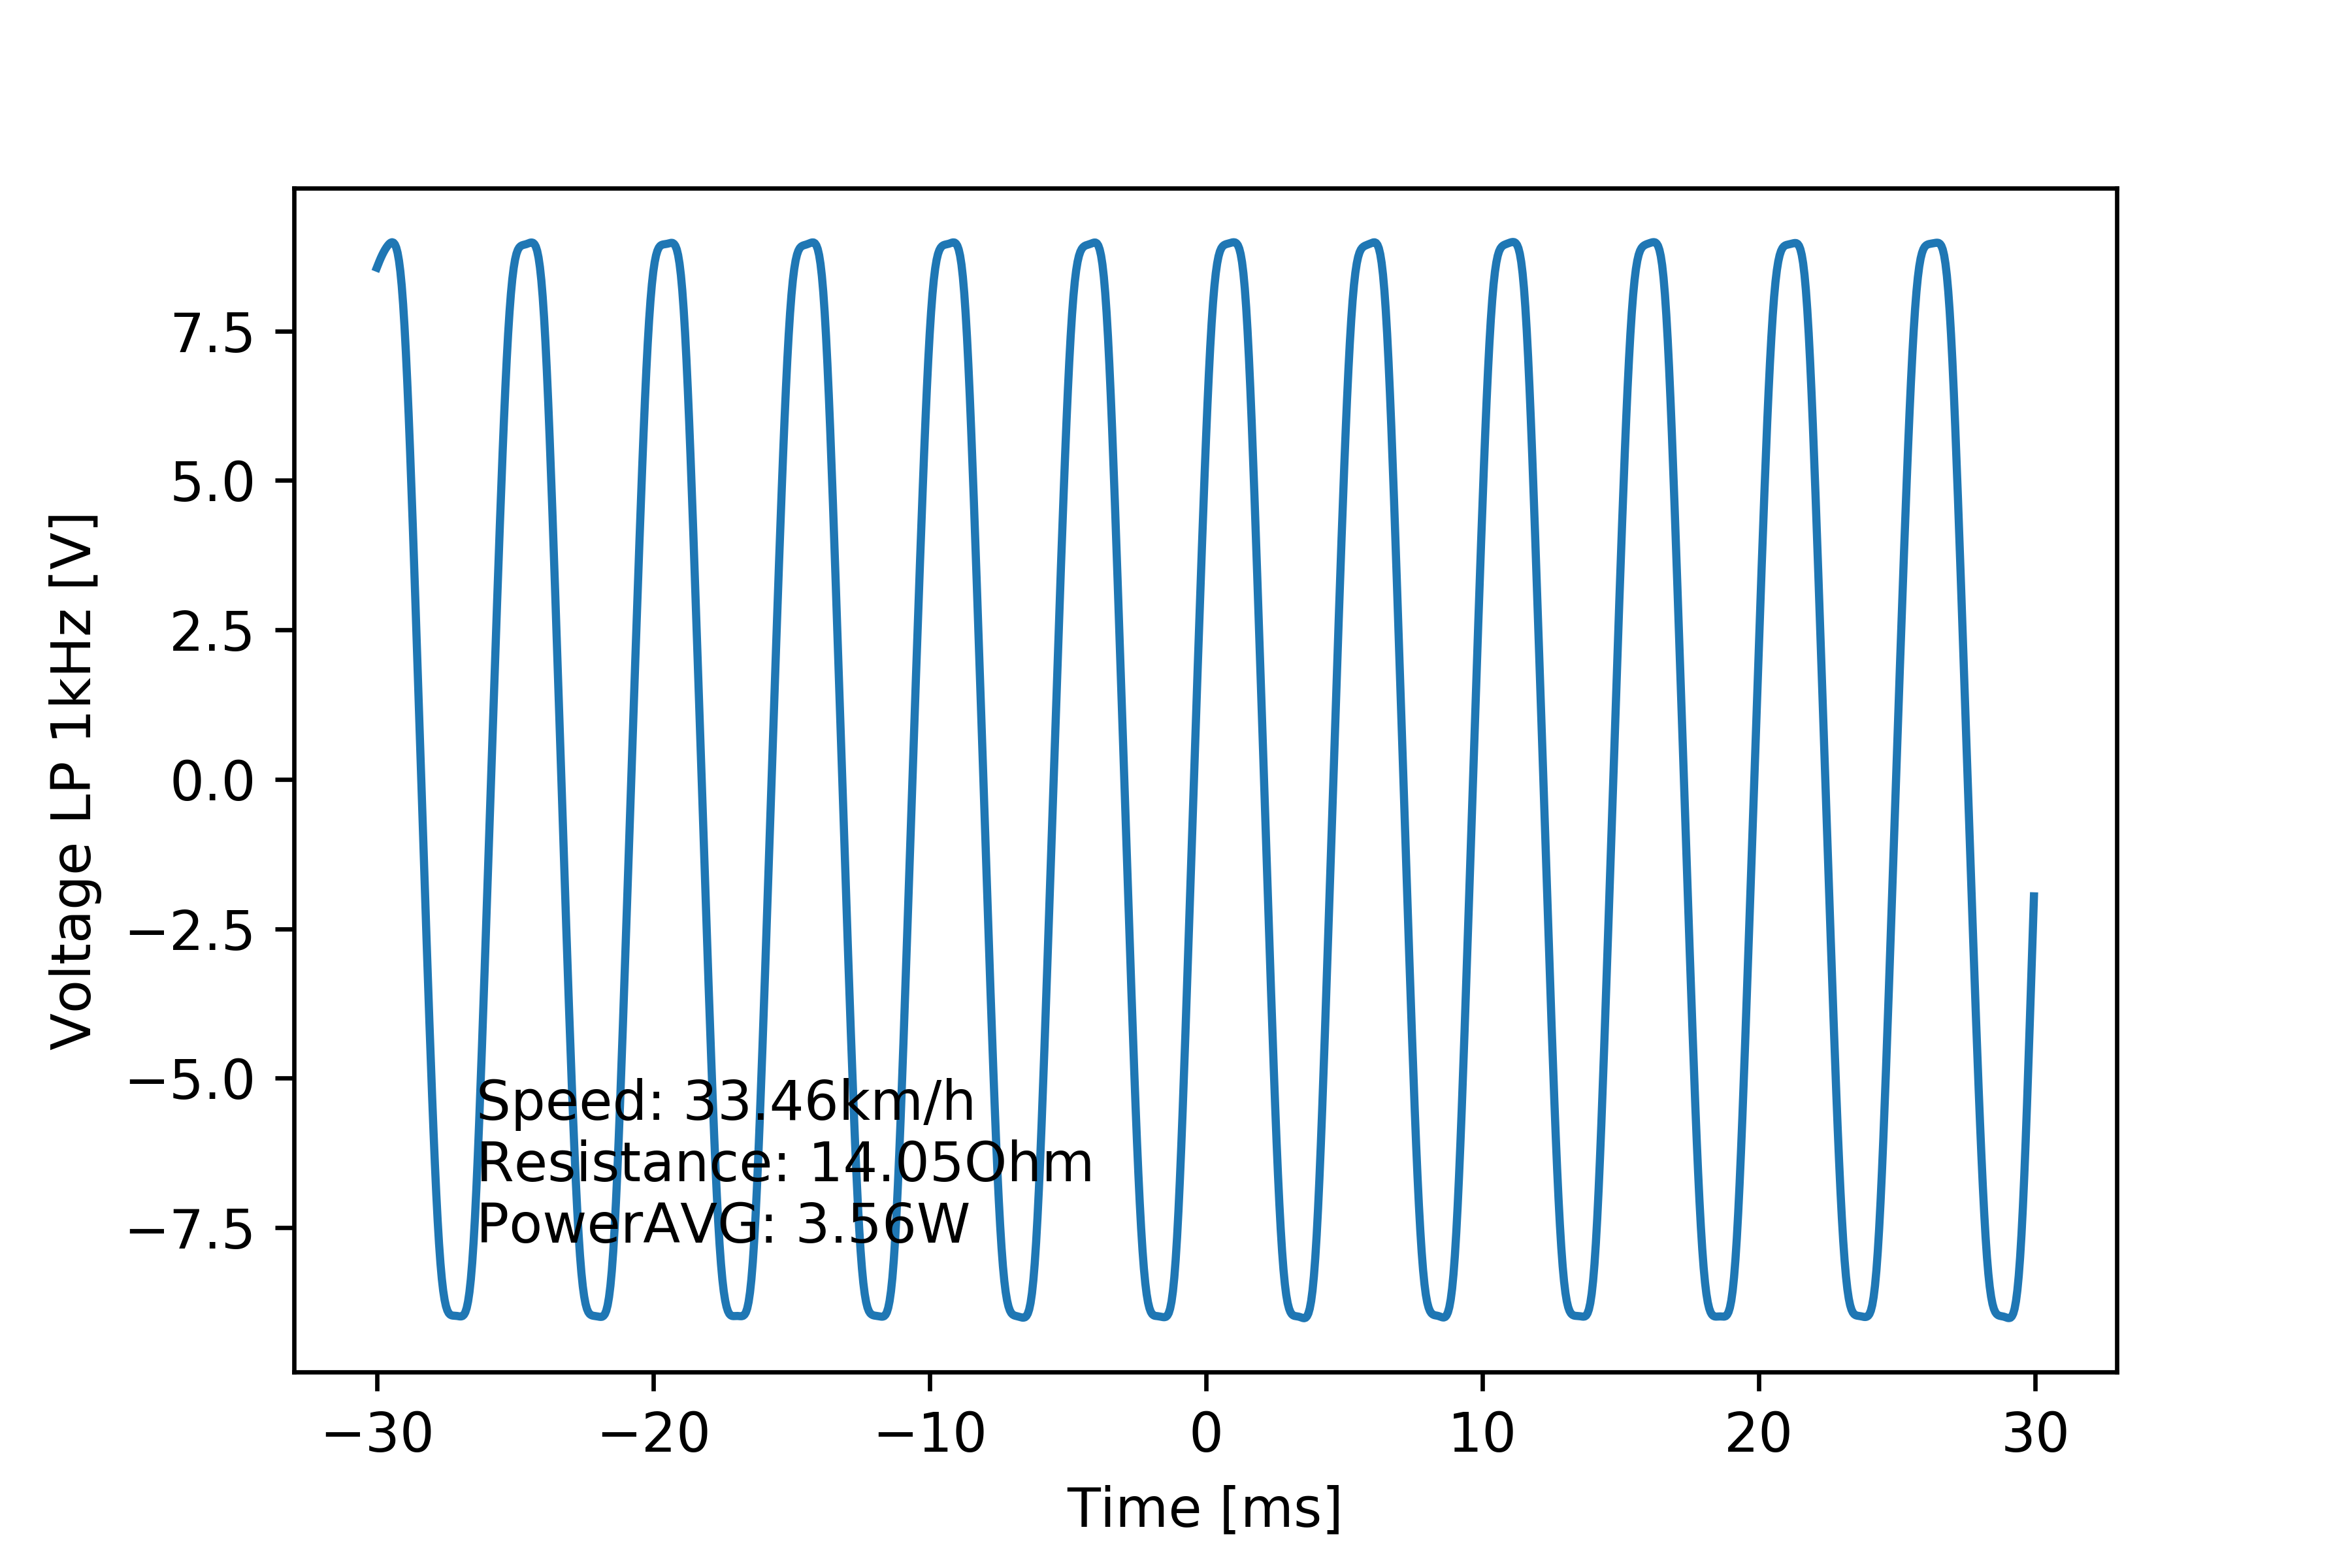 7.5
5.0
2.5
0.0
−2.5
−5.0
−7.5
Voltage LP 1kHz [V]
Speed: 33.46km/h
Resistance: 14.05Ohm
PowerAVG: 3.56W
−30 −20 −10 0 10 20 30
Time [ms]